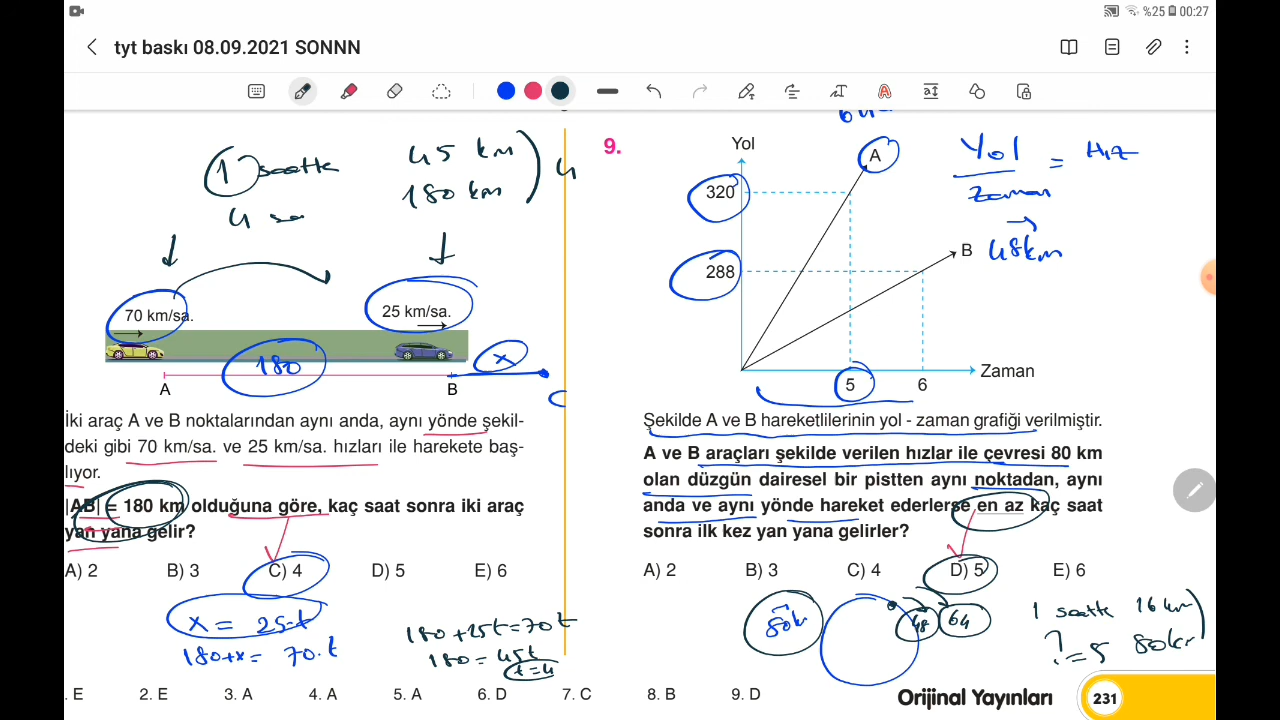 %25 00:27
tyt baskı 08.09.2021 SONNN
1 saatte 45 km
180 km
4 sa
4
70 km/sa.
25 km/sa.
180
x
A
B
C
İki araç A ve B noktalarından aynı anda, aynı yönde şekil-
deki gibi 70 km/sa. ve 25 km/sa. hızları ile harekete baş-
lıyor.
|AB| = 180 km olduğuna göre, kaç saat sonra iki araç
yan yana gelir?
A) 2 B) 3 C) 4 D) 5 E) 6
x = 25.t
180+x = 70.t
180+25t=70t
180=45t
t=4
9.
Yol
320
288
A
B
5
6
Zaman
Yol = Hız
Zaman
48km
Şekilde A ve B hareketlilerinin yol - zaman grafiği verilmiştir.
A ve B araçları şekilde verilen hızlar ile çevresi 80 km
olan düzgün dairesel bir pistten aynı noktadan, aynı
anda ve aynı yönde hareket ederlerse en az kaç saat
sonra ilk kez yan yana gelirler?
A) 2 B) 3 C) 4 D) 5 E) 6
48
64
1 saatte 16 km
?=5
. E 2. E 3. A 4. A 5. A 6. D 7. C 8. B 9. D
Orijinal Yayınları
231